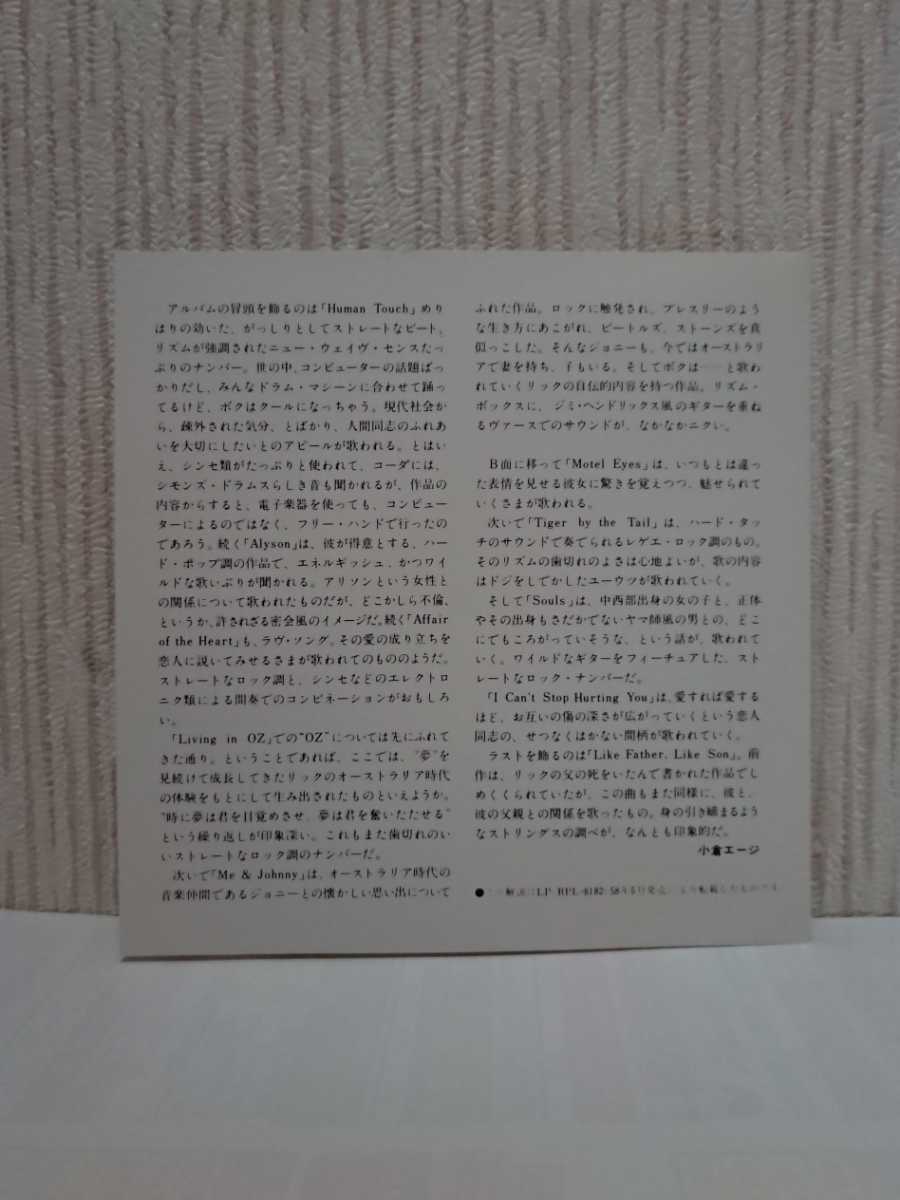 アルバムの冒頭を飾るのは「Human Touch」めり
はりの効いた、がっしりとしてストレートなビート、
リズムが強調されたニュー・ウェイヴ・センスたっ
ぷりのナンバー。世の中、コンピューターの話題ばっ
かりだし、みんなドラム・マシーンに合わせて踊っ
てるけど、ボクはクールになっちゃう。現代社会か
ら、疎外された気分、とばかり、人間同志のふれあ
いを大切にしたいとのアピールが歌われる。とはい
え、シンセ類がたっぷりと使われて、コーダには、
シモンズ・ドラムスらしき音も聞かれるが、作品の
内容からすると、電子楽器を使っても、コンピュー
ターによるのではなく、フリー・ハンドで行ったの
であろう。続く「Alyson」は、彼が得意とする、ハー
ド・ポップ調の作品で、エネルギッシュ、かつワイ
ルドな歌いぶりが聞かれる。アリソンという女性と
の関係について歌われたものだが、どこかしら不倫、
というか、許されざる密会風のイメージだ。続く「Affair
of the Heart」も、ラヴ・ソング。その愛の成り立ちを
恋人に説いてみせるさまが歌われてのもののようだ。
ストレートなロック調と、シンセなどのエレクトロ
ニク類による間奏でのコンビネーションがおもしろ
い。
「Living in OZ」での"OZ"については先にふれて
きた通り。ということであれば、ここでは、"夢"を
見続けて成長してきたリックのオーストラリア時代
の体験をもとにして生み出されたものといえようか。
"時に夢は君を目覚めさせ、夢は君を奮いたたせる"
という繰り返しが印象深い。これもまた歯切れのい
いストレートなロック調のナンバーだ。
次いで「Me & Johnny」は、オーストラリア時代の
音楽仲間であるジョニーとの懐かしい思い出について
ふれた作品。ロックに触発され、プレスリーのよう
な生き方にあこがれ、ビートルズ、ストーンズを真
似っこした。そんなジョニーも、今ではオーストラリ
アで妻を持ち、子もいる。そしてボクは……と歌わ
れていくリックの自伝的内容を持つ作品。リズム・
ボックスに、ジミ・ヘンドリックス風のギターを重ね
るヴァースでのサウンドが、なかなかニクい。
B面に移って「Motel Eyes」は、いつもとは違っ
た表情を見せる彼女に驚きを覚えつつ、魅せられて
いくさまが歌われる。
次いで「Tiger by the Tail」は、ハード・タッ
チのサウンドで奏でられるレゲエ・ロック調のもの。
そのリズムの歯切れのよさは心地よいが、歌の内容
はドジをしでかしたユーウツが歌われていく。
そして「Souls」は、中西部出身の女の子と、正体
やその出身もさだかでないヤマ師風の男との、どこ
にでもころがっていそうな、という話が、歌われて
いく。ワイルドなギターをフィーチュアした、スト
レートなロック・ナンバーだ。
「I Can't Stop Hurting You」は、愛すれば愛する
ほど、お互いの傷の深さが広がっていくという恋人
同志の、せつなくはかない間柄が歌われていく。
ラストを飾るのは「Like Father, Like Son」。前
作は、リックの父の死をいたんで書かれた作品でし
めくくられていたが、この曲もまた同様に、彼と、
彼の父親との関係を歌ったもの。身の引き締まるよう
なストリングスの調べが、なんとも印象的だ。
小倉エージ
●この解説はLP RPL-8182・58年5月発売 より転載したものです。